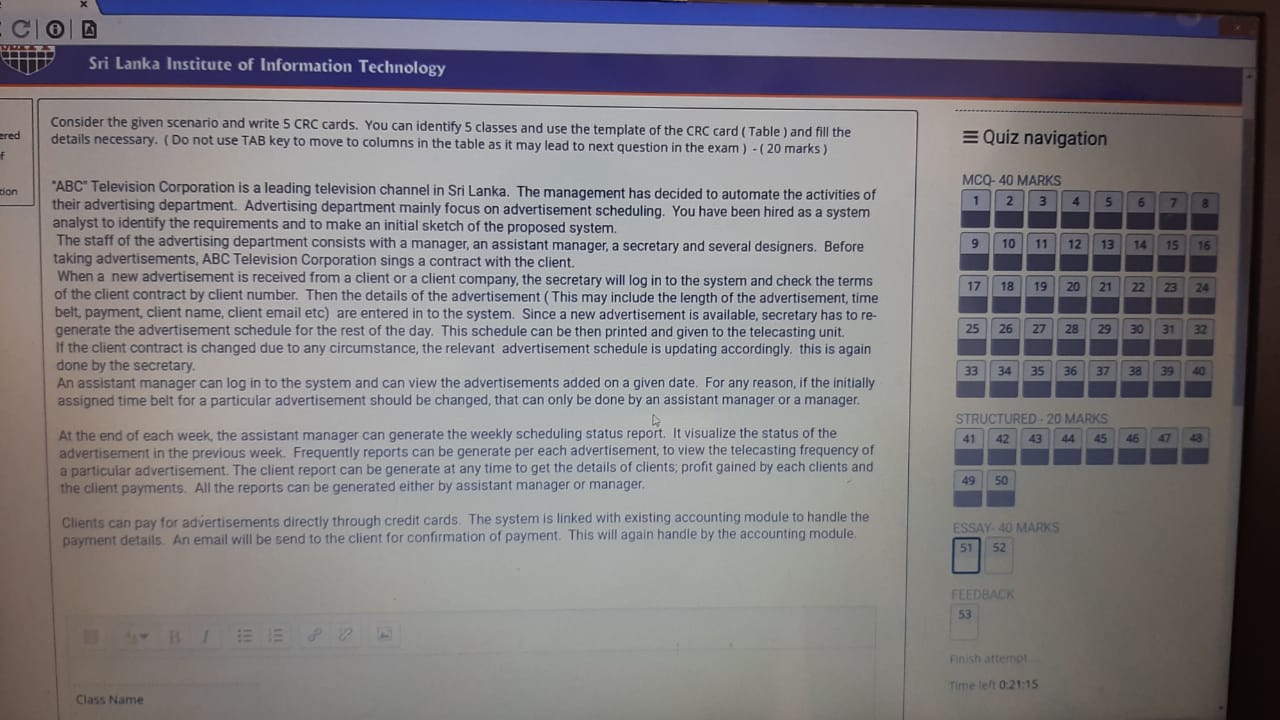 Sri Lanka Institute of Information Technology
ered
f
tion
Consider the given scenario and write 5 CRC cards. You can identify 5 classes and use the template of the CRC card ( Table ) and fill the
details necessary. ( Do not use TAB key to move to columns in the table as it may lead to next question in the exam ) - ( 20 marks )
"ABC" Television Corporation is a leading television channel in Sri Lanka. The management has decided to automate the activities of
their advertising department. Advertising department mainly focus on advertisement scheduling. You have been hired as a system
analyst to identify the requirements and to make an initial sketch of the proposed system.
The staff of the advertising department consists with a manager, an assistant manager, a secretary and several designers. Before
taking advertisements, ABC Television Corporation sings a contract with the client.
When a new advertisement is received from a client or a client company, the secretary will log in to the system and check the terms
of the client contract by client number. Then the details of the advertisement ( This may include the length of the advertisement, time
belt, payment, client name, client email etc) are entered in to the system. Since a new advertisement is available, secretary has to re-
generate the advertisement schedule for the rest of the day. This schedule can be then printed and given to the telecasting unit.
If the client contract is changed due to any circumstance, the relevant advertisement schedule is updating accordingly. this is again
done by the secretary.
An assistant manager can log in to the system and can view the advertisements added on a given date. For any reason, if the initially
assigned time belt for a particular advertisement should be changed, that can only be done by an assistant manager or a manager.
At the end of each week, the assistant manager can generate the weekly scheduling status report. It visualize the status of the
advertisement in the previous week. Frequently reports can be generate per each advertisement, to view the telecasting frequency of
a particular advertisement. The client report can be generate at any time to get the details of clients; profit gained by each clients and
the client payments. All the reports can be generated either by assistant manager or manager.
Clients can pay for advertisements directly through credit cards. The system is linked with existing accounting module to handle the
payment details. An email will be send to the client for confirmation of payment. This will again handle by the accounting module.
B I
Class Name
Quiz navigation
MCQ- 40 MARKS
1 2 3 4 5 6 7 8
9 10 11 12 13 14 15 16
17 18 19 20 21 22 23 24
25 26 27 28 29 30 31 32
33 34 35 36 37 38 39 40
STRUCTURED - 20 MARKS
41 42 43 44 45 46 47 48
49 50
ESSAY- 40 MARKS
51 52
FEEDBACK
53
Finish attempt ...
Time left 0:21:15